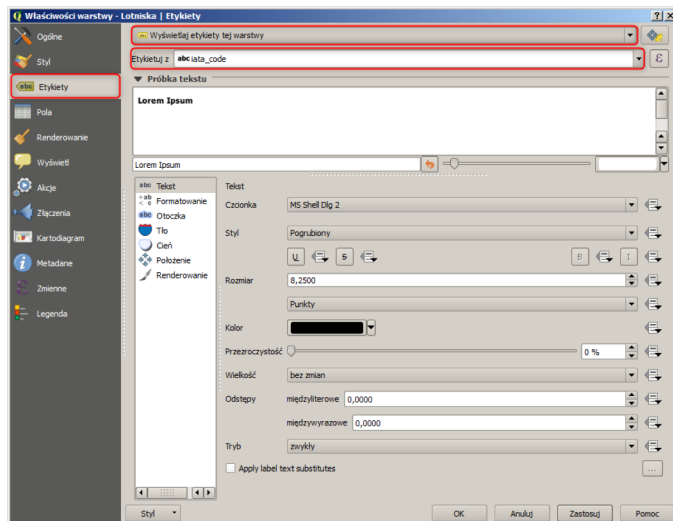 Właściwości warstwy - Lotniska | Etykiety
Ogólne
Styl
abc Etykiety
Pola
Renderowanie
Wyświetl
Akcje
Złączenia
Kartodiagram
Metadane
Zmienne
Legenda
Wyświetlaj etykiety tej warstwy
Etykietuj z abc iata_code ε
Próbka tekstu
Lorem Ipsum
Lorem Ipsum
abc Tekst
Formatowanie
abc Otoczka
Tło
Cień
Położenie
Renderowanie
Tekst
Czcionka MS Shell Dlg 2
Styl Pogrubiony
U S B I
Rozmiar 8,2500
Punkty
Kolor
Przezroczystość 0 %
Wielkość bez zmian
Odstępy międzyliterowe 0,0000
międzywyrazowe 0,0000
Tryb zwykły
Apply label text substitutes ...
Styl OK Anuluj Zastosuj Pomoc